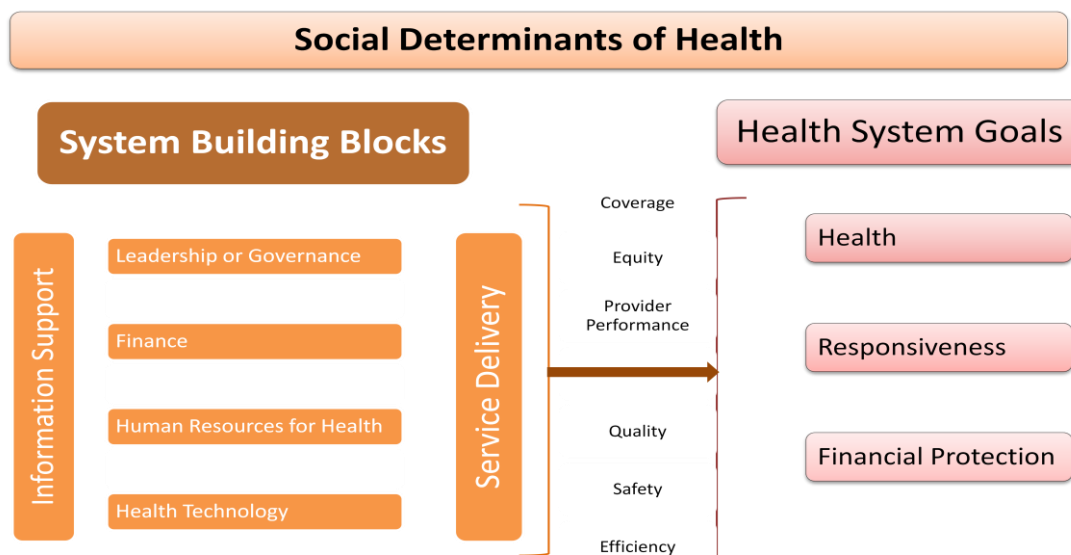 Social Determinants of Health
System Building Blocks
Health System Goals
Information Support
Leadership or Governance
Finance
Human Resources for Health
Health Technology
Service Delivery
Coverage
Equity
Provider
Performance
Quality
Safety
Efficiency
Health
Responsiveness
Financial Protection